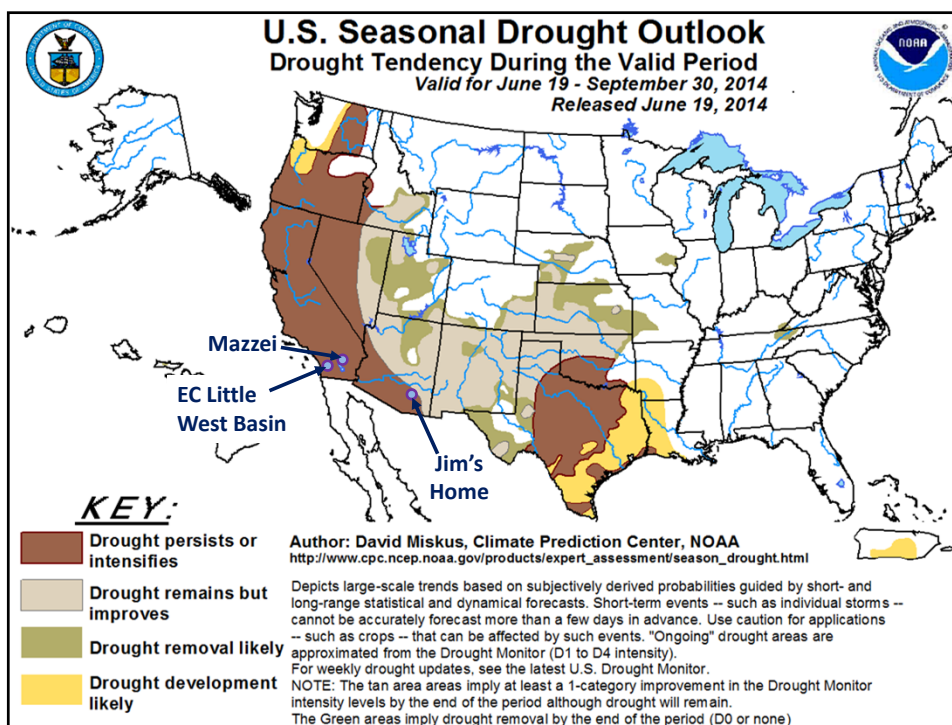 U.S. Seasonal Drought Outlook
Drought Tendency During the Valid Period
Valid for June 19 - September 30, 2014
Released June 19, 2014
NOAA
Mazzei
EC Little
West Basin
Jim's
Home
KEY:
Drought persists or
intensifies
Drought remains but
improves
Drought removal likely
Drought development
likely
Author: David Miskus, Climate Prediction Center, NOAA
http://www.cpc.ncep.noaa.gov/products/expert_assessment/season_drought.html
Depicts large-scale trends based on subjectively derived probabilities guided by short- and
long-range statistical and dynamical forecasts. Short-term events -- such as individual storms --
cannot be accurately forecast more than a few days in advance. Use caution for applications
-- such as crops -- that can be affected by such events. "Ongoing" drought areas are
approximated from the Drought Monitor (D1 to D4 intensity).
For weekly drought updates, see the latest U.S. Drought Monitor.
NOTE: The tan area areas imply at least a 1-category improvement in the Drought Monitor
intensity levels by the end of the period although drought will remain.
The Green areas imply drought removal by the end of the period (D0 or none)